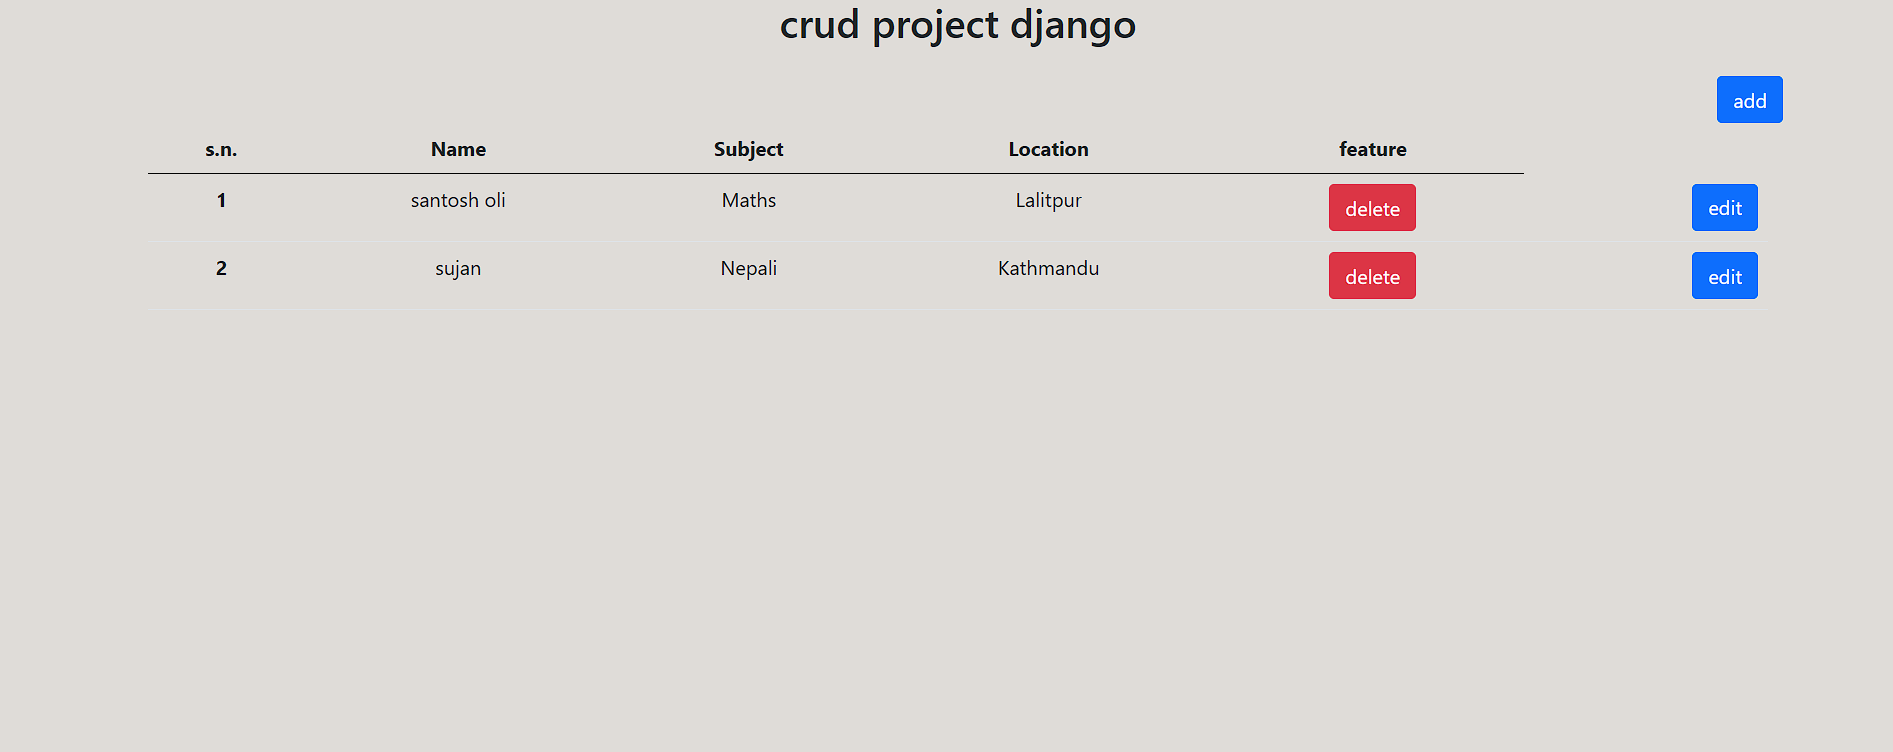 crud project django
add
s.n. Name Subject Location feature
1 santosh oli Maths Lalitpur delete edit
2 sujan Nepali Kathmandu delete edit